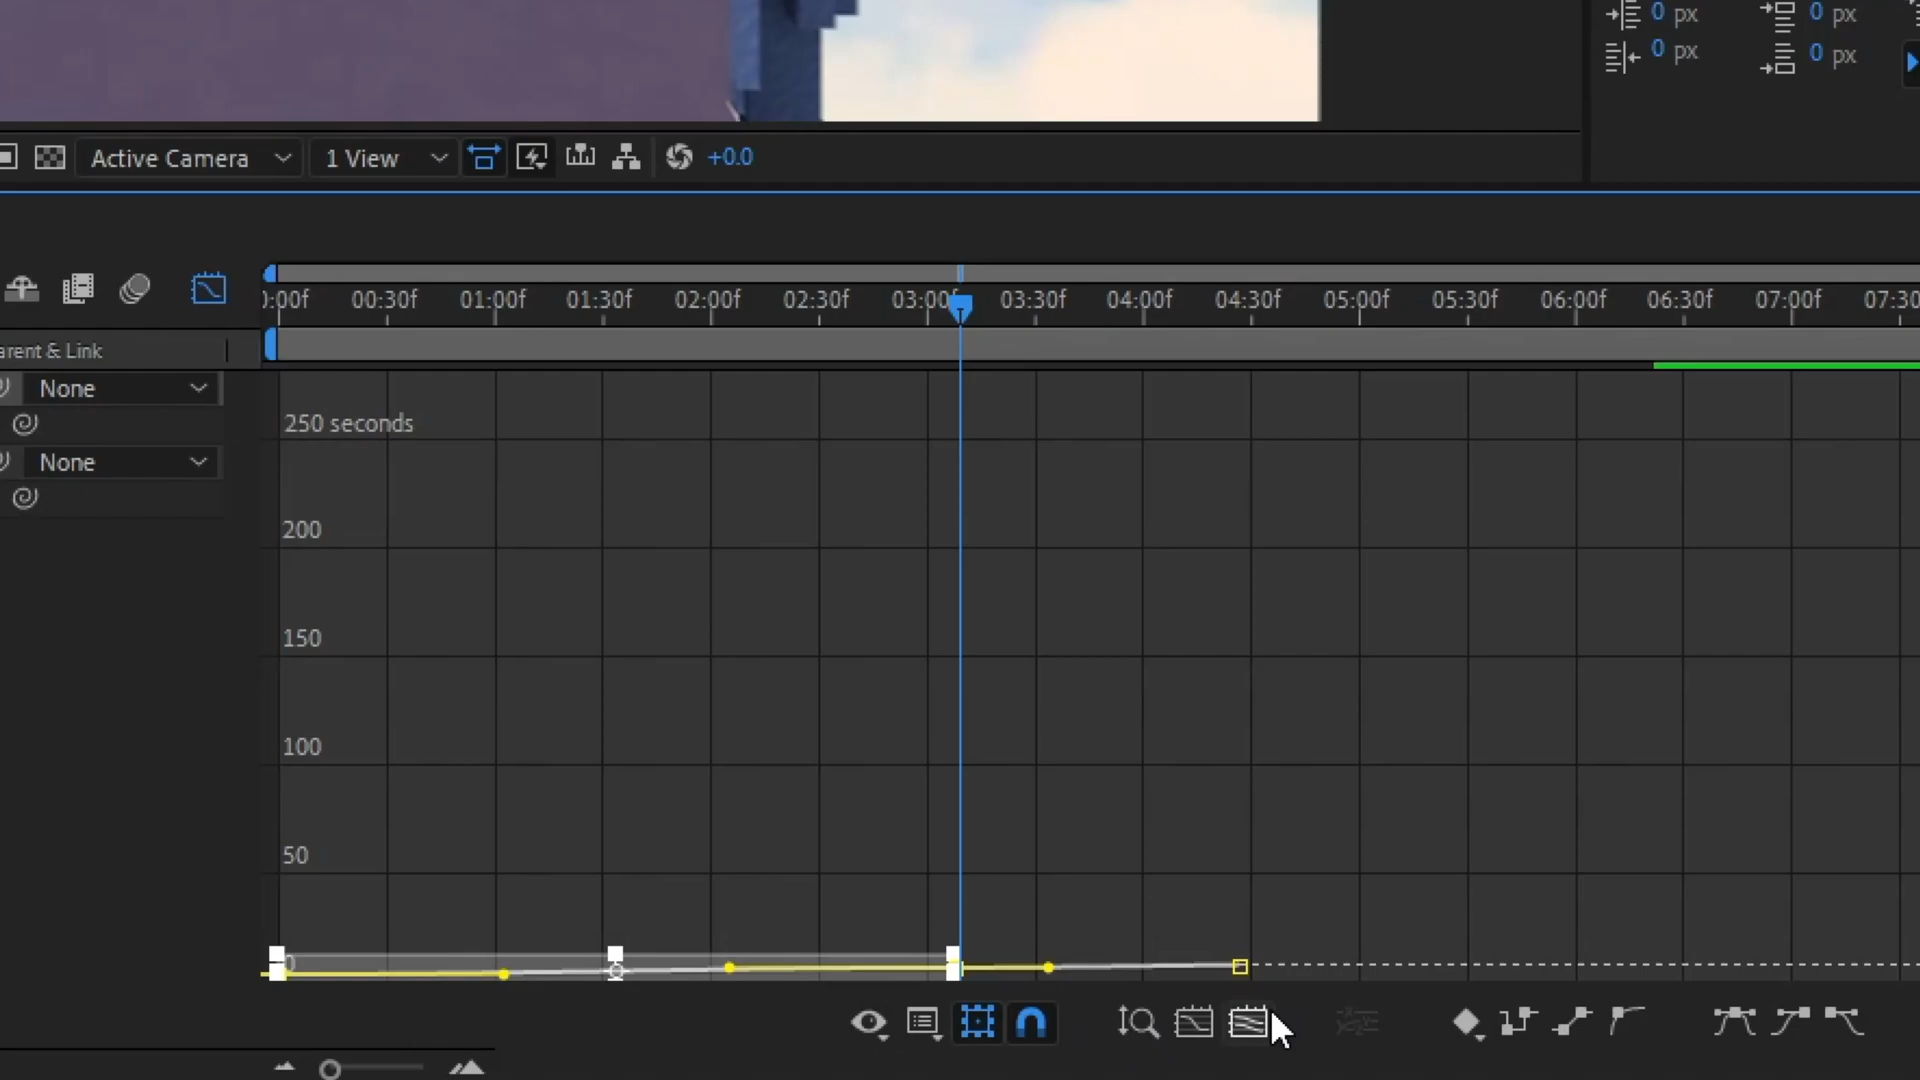 0 px
0 px
0 px
0 px
Active Camera
1 View
+0.0
:00f 00:30f 01:00f 01:30f 02:00f 02:30f 03:00 03:30f 04:00f 04:30f 05:00f 05:30f 06:00f 06:30f 07:00f 07:30
arent & Link
None
250 seconds
None
200
150
100
50
0